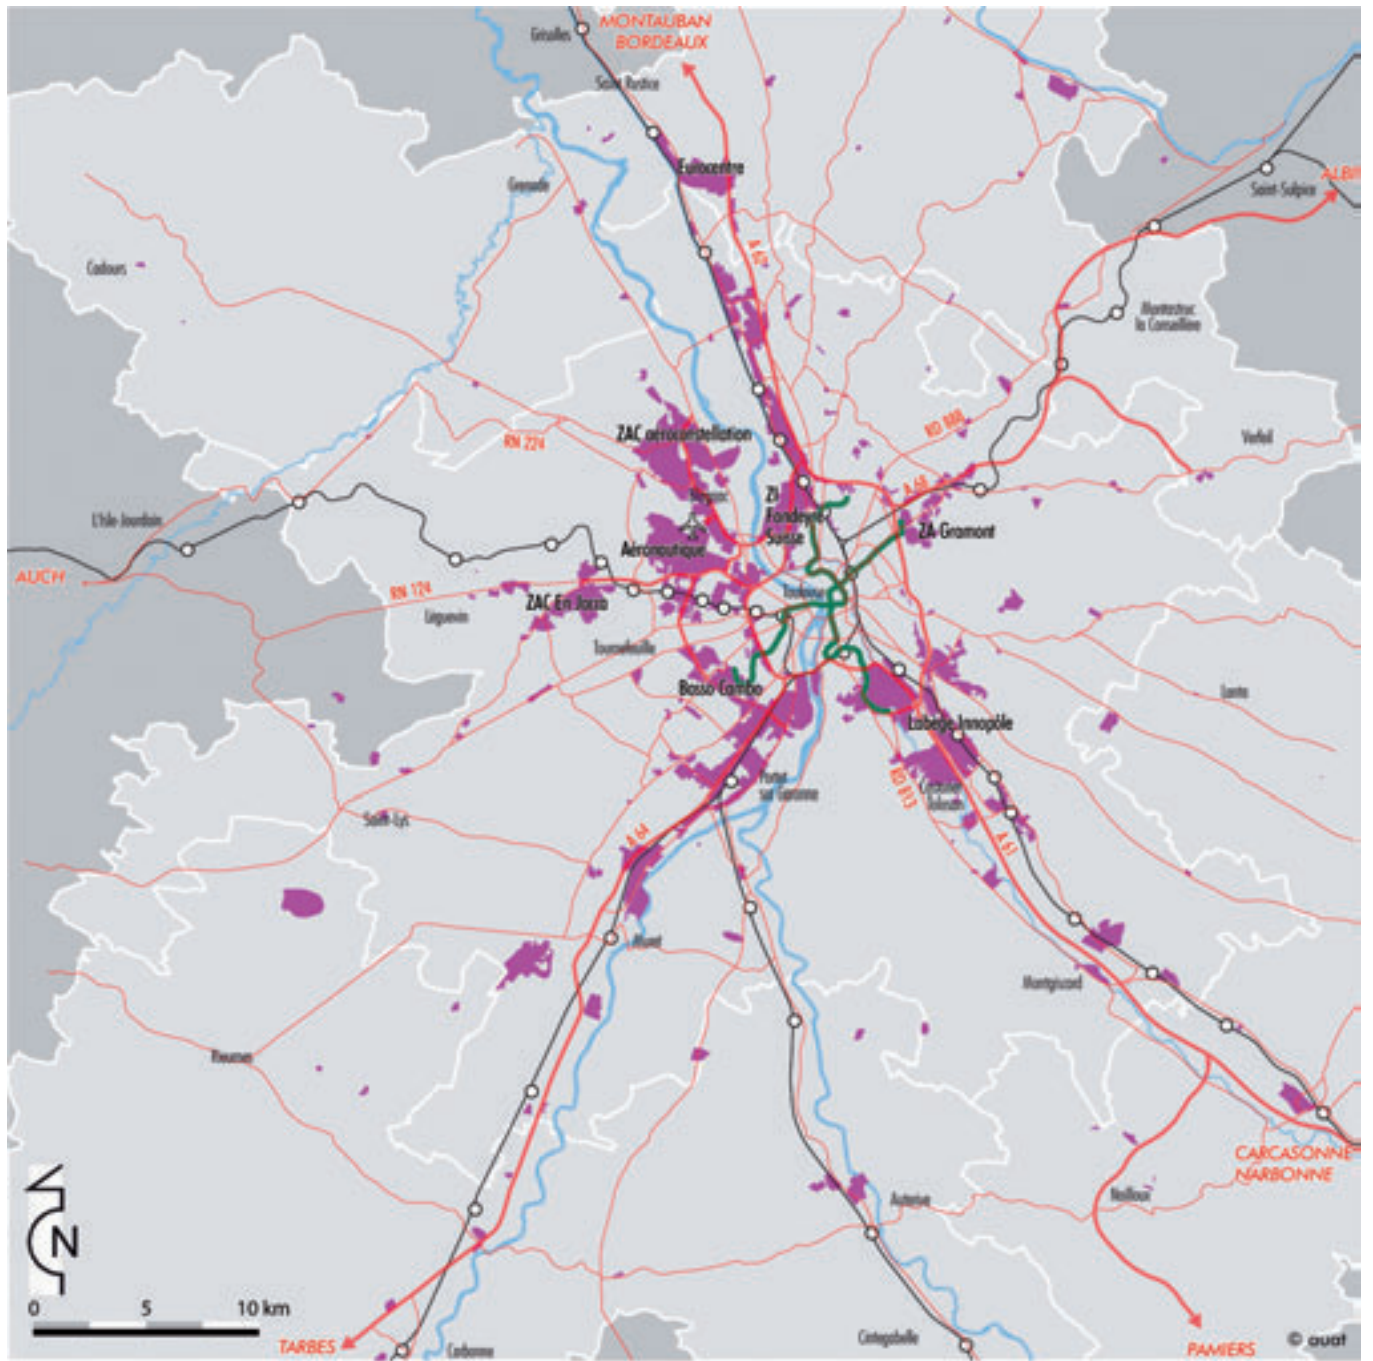 MONTAUBAN
BORDEAUX
Grisolles
Saint Rustice
Eurocentre
Grenade
Saint-Sulpice
ALBI
A 62
Cadours
Montastruc
la Conseillère
ZAC aéroconstellation
RN 224
RD 888
Verfeil
Blagnac
ZI
Fondeyre
Suisse
A 68
L'Isle-Jourdain
ZA Gramont
Aéronautique
AUCH
RN 124
ZAC En Jacca
Toulouse
Léguevin
Tournefeuille
Basso Cambo
Lanta
Labège Innopôle
Portet
sur Garonne
RD 813
Castanet
Tolosan
Saint-Lys
A 64
A 61
Muret
Montgiscard
Rieumes
N
CARCASONNE
NARBONNE
Auterive
Nailloux
0 5 10 km
TARBES
Carbonne
Cintegabelle
PAMIERS
© auat